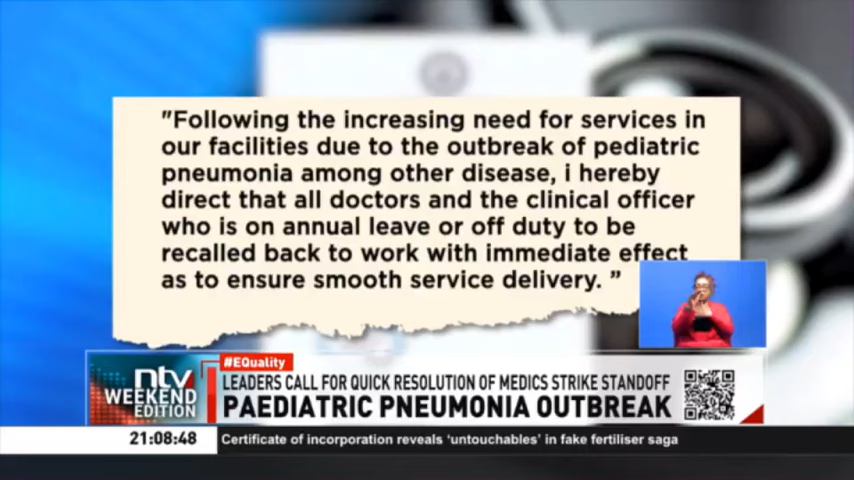 "Following the increasing need for services in
our facilities due to the outbreak of pediatric
pneumonia among other disease, i hereby
direct that all doctors and the clinical officer
who is on annual leave or off duty to be
recalled back to work with immediate effect
as to ensure smooth service delivery. ”
#EQuality
ntv
WEEKEND
EDITION
LEADERS CALL FOR QUICK RESOLUTION OF MEDICS STRIKE STANDOFF
PAEDIATRIC PNEUMONIA OUTBREAK
21:08:48
Certificate of incorporation reveals ‘untouchables’ in fake fertiliser saga